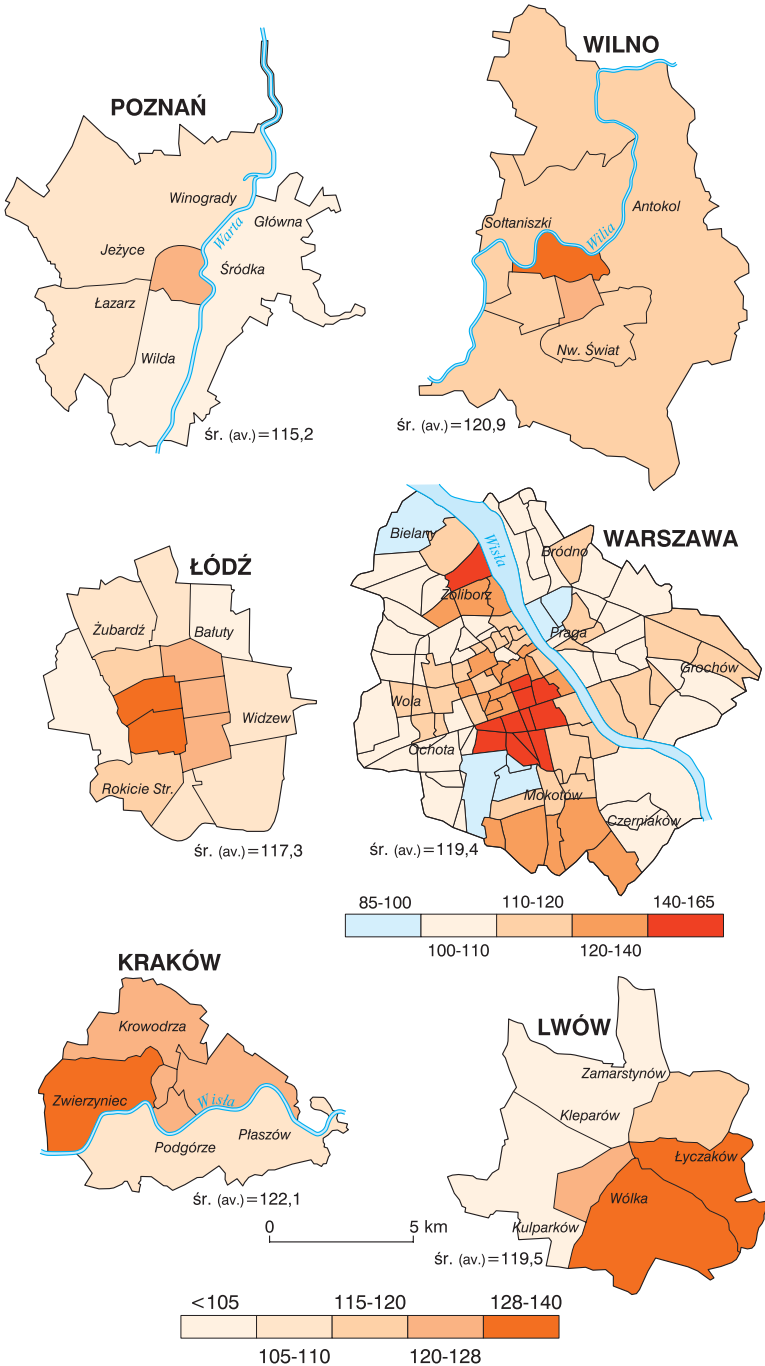 WILNO
POZNAŃ
Winogrady
Główna
Warta
Jeżyce
Śródka
Łazarz
Wilda
śr. (av.)=115,2
Antokol
Sołtaniszki
Wilia
Nw. Świat
śr. (av.)=120,9
WARSZAWA
Bielany
Wisła
Bródno
Żoliborz
Praga
Grochów
Wola
Ochota
Mokotów
Czerniaków
śr. (av.)=119,4
ŁÓDŹ
Żubardź
Bałuty
Widzew
Rokicie Str.
śr. (av.)=117,3
85-100 110-120 140-165
100-110 120-140
KRAKÓW
Krowodrza
Zwierzyniec
Wisła
Płaszów
Podgórze
śr. (av.)=122,1
LWÓW
Zamarstynów
Kleparów
Łyczaków
Wólka
Kulparków
śr. (av.)=119,5
0 5 km
<105 115-120 128-140
105-110 120-128